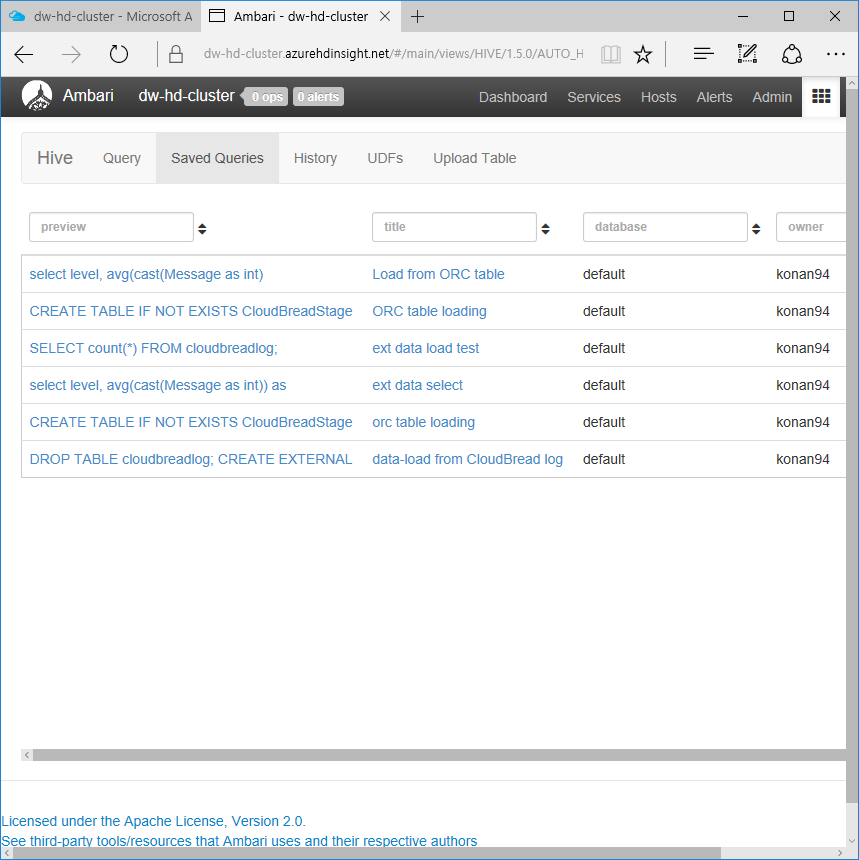 dw-hd-cluster - Microsoft A
Ambari - dw-hd-cluster
dw-hd-cluster.azurehdinsight.net/#/main/views/HIVE/1.5.0/AUTO_H
Ambari dw-hd-cluster 0 ops 0 alerts Dashboard Services Hosts Alerts Admin
Hive Query Saved Queries History UDFs Upload Table
preview title database owner
select level, avg(cast(Message as int) Load from ORC table default konan94
CREATE TABLE IF NOT EXISTS CloudBreadStage ORC table loading default konan94
SELECT count(*) FROM cloudbreadlog; ext data load test default konan94
select level, avg(cast(Message as int)) as ext data select default konan94
CREATE TABLE IF NOT EXISTS CloudBreadStage orc table loading default konan94
DROP TABLE cloudbreadlog; CREATE EXTERNAL data-load from CloudBread log default konan94
Licensed under the Apache License, Version 2.0.
See third-party tools/resources that Ambari uses and their respective authors